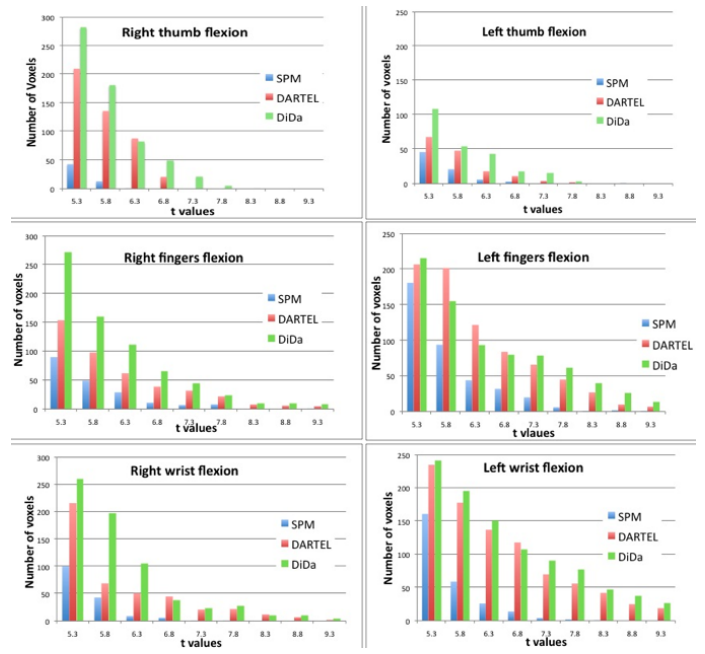 Right thumb flexion
Number of Voxels
300
250
200
150
100
50
0
SPM
DARTEL
DiDa
5.3 5.8 6.3 6.8 7.3 7.8 8.3 8.8 9.3
t values
Left thumb flexion
Number of Voxels
250
200
150
100
50
0
SPM
DARTEL
DiDa
5.3 5.8 6.3 6.8 7.3 7.8 8.3 8.8 9.3
t values
Right fingers flexion
Number of voxels
300
250
200
150
100
50
0
SPM
DARTEL
DiDa
5.3 5.8 6.3 6.8 7.3 7.8 8.3 8.8 9.3
t values
Left fingers flexion
Number of voxels
250
200
150
100
50
0
SPM
DARTEL
DiDa
5.3 5.8 6.3 6.8 7.3 7.8 8.3 8.8 9.3
t vlaues
Right wrist flexion
Number of voxels
300
250
200
150
100
50
0
SPM
DARTEL
DiDa
5.3 5.8 6.3 6.8 7.3 7.8 8.3 8.8 9.3
t values
Left wrist flexion
Number of voxels
250
200
150
100
50
0
SPM
DARTEL
DiDa
5.3 5.8 6.3 6.8 7.3 7.8 8.3 8.8 9.3
t values